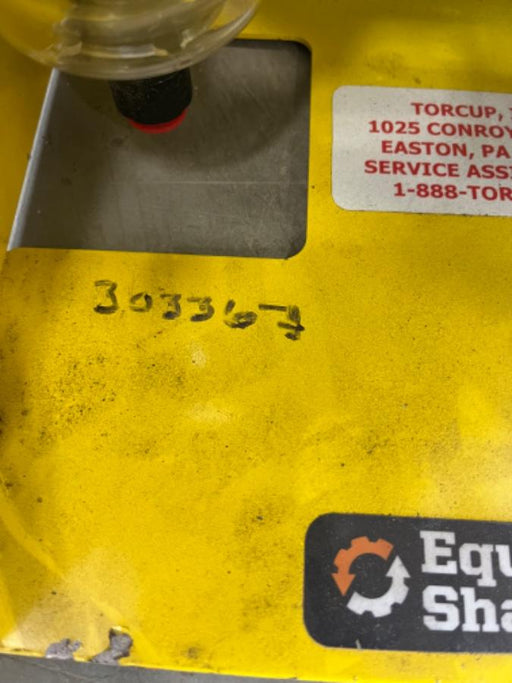 TORCUP,
1025 CONROY
EASTON, PA
SERVICE ASSI
1-888-TOR
303367
Equ
Sha